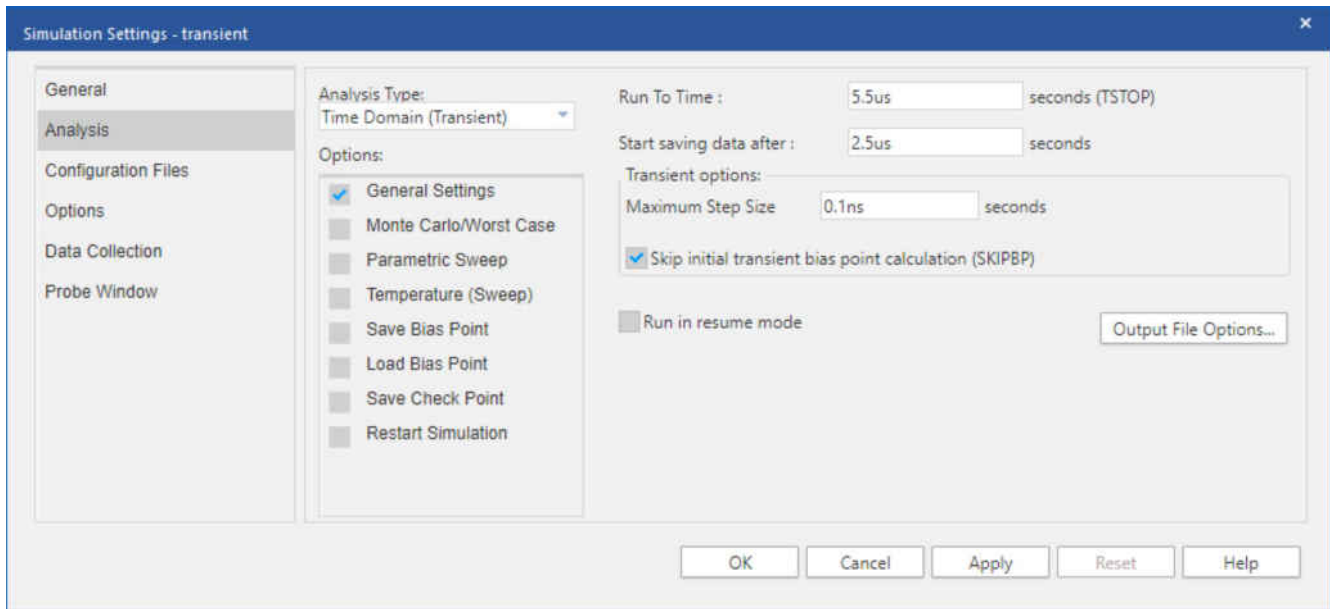 Simulation Settings - transient
General
Analysis
Configuration Files
Options
Data Collection
Probe Window
Analysis Type:
Time Domain (Transient)
Options:
General Settings
Monte Carlo/Worst Case
Parametric Sweep
Temperature (Sweep)
Save Bias Point
Load Bias Point
Save Check Point
Restart Simulation
Run To Time : 5.5us seconds (TSTOP)
Start saving data after : 2.5us seconds
Transient options:
Maximum Step Size 0.1ns seconds
Skip initial transient bias point calculation (SKIPBP)
Run in resume mode
Output File Options...
OK Cancel Apply Reset Help